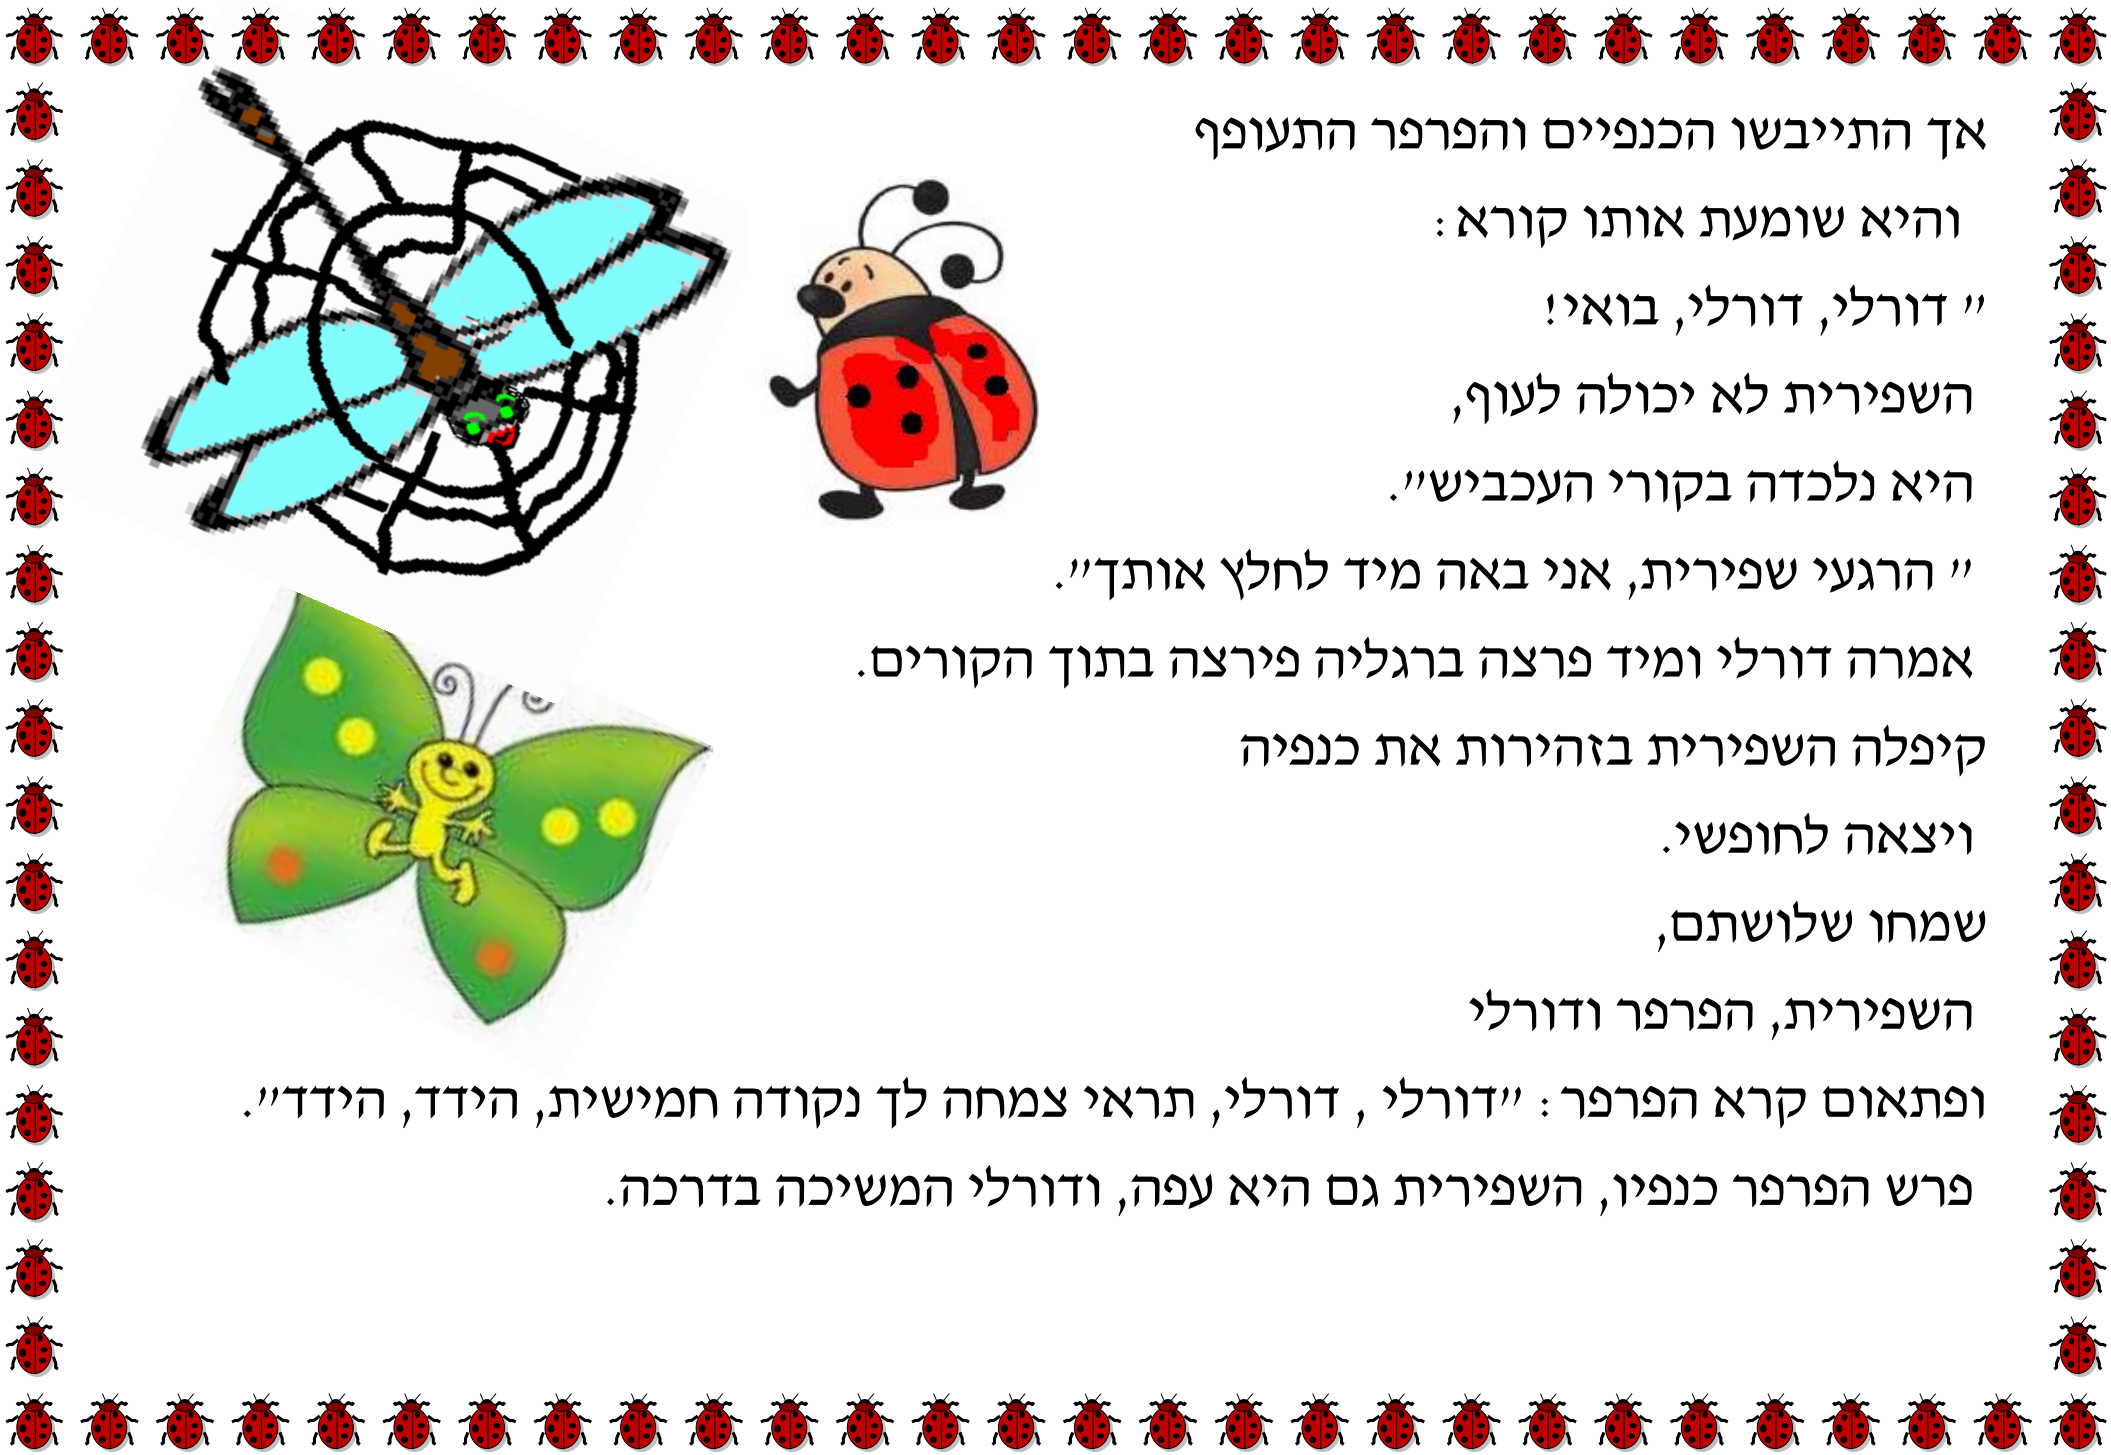 אך התייבשו הכנפיים והפרפר התעופף
והיא שומעת אותו קורא:
" דורלי, דורלי, בואי!
השפירית לא יכולה לעוף,
היא נלכדה בקורי העכביש".
" הרגעי שפירית, אני באה מיד לחלץ אותך".
אמרה דורלי ומיד פרצה ברגליה פירצה בתוך הקורים.
קיפלה השפירית בזהירות את כנפיה
ויצאה לחופשי.
שמחו שלושתם,
השפירית, הפרפר ודורלי
ופתאום קרא הפרפר: "דורלי , דורלי, תראי צמחה לך נקודה חמישית, הידד, הידד".
פרש הפרפר כנפיו, השפירית גם היא עפה, ודורלי המשיכה בדרכה.